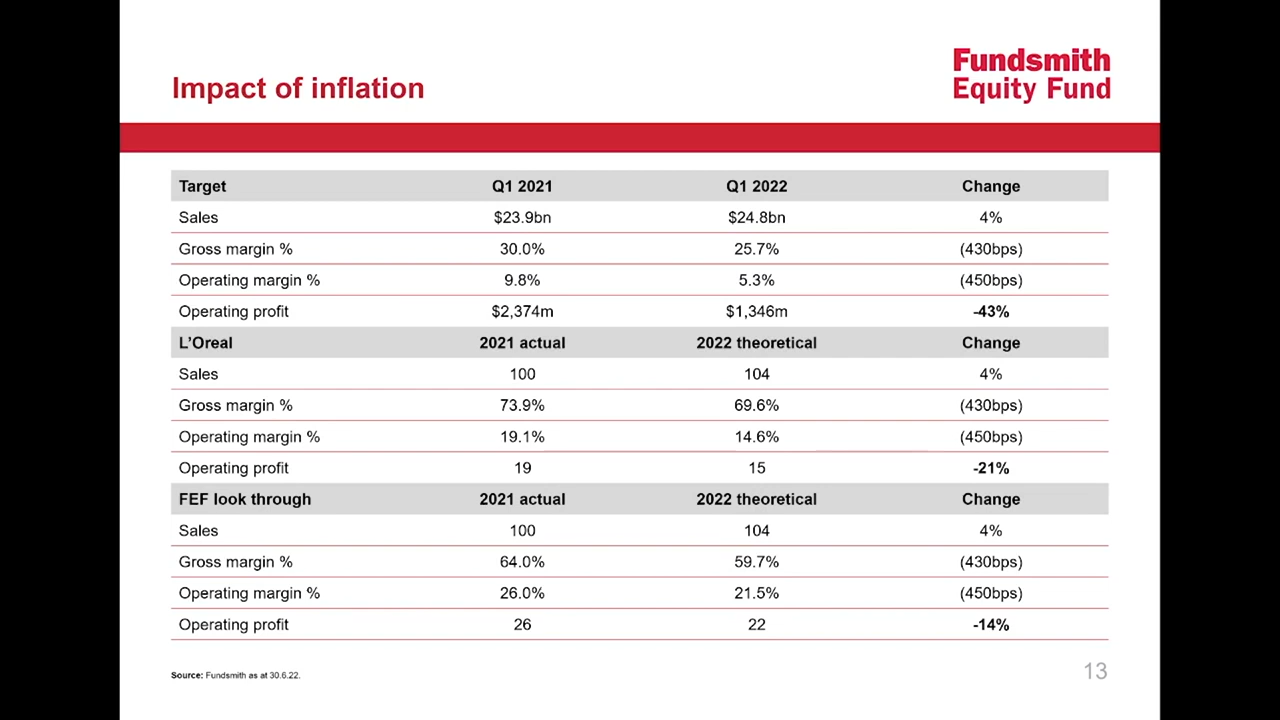 Impact of inflation
Fundsmith
Equity Fund
Target Q1 2021 Q1 2022 Change
Sales $23.9bn $24.8bn 4%
Gross margin % 30.0% 25.7% (430bps)
Operating margin % 9.8% 5.3% (450bps)
Operating profit $2,374m $1,346m -43%
L’Oreal 2021 actual 2022 theoretical Change
Sales 100 104 4%
Gross margin % 73.9% 69.6% (430bps)
Operating margin % 19.1% 14.6% (450bps)
Operating profit 19 15 -21%
FEF look through 2021 actual 2022 theoretical Change
Sales 100 104 4%
Gross margin % 64.0% 59.7% (430bps)
Operating margin % 26.0% 21.5% (450bps)
Operating profit 26 22 -14%
Source: Fundsmith as at 30.6.22.
13